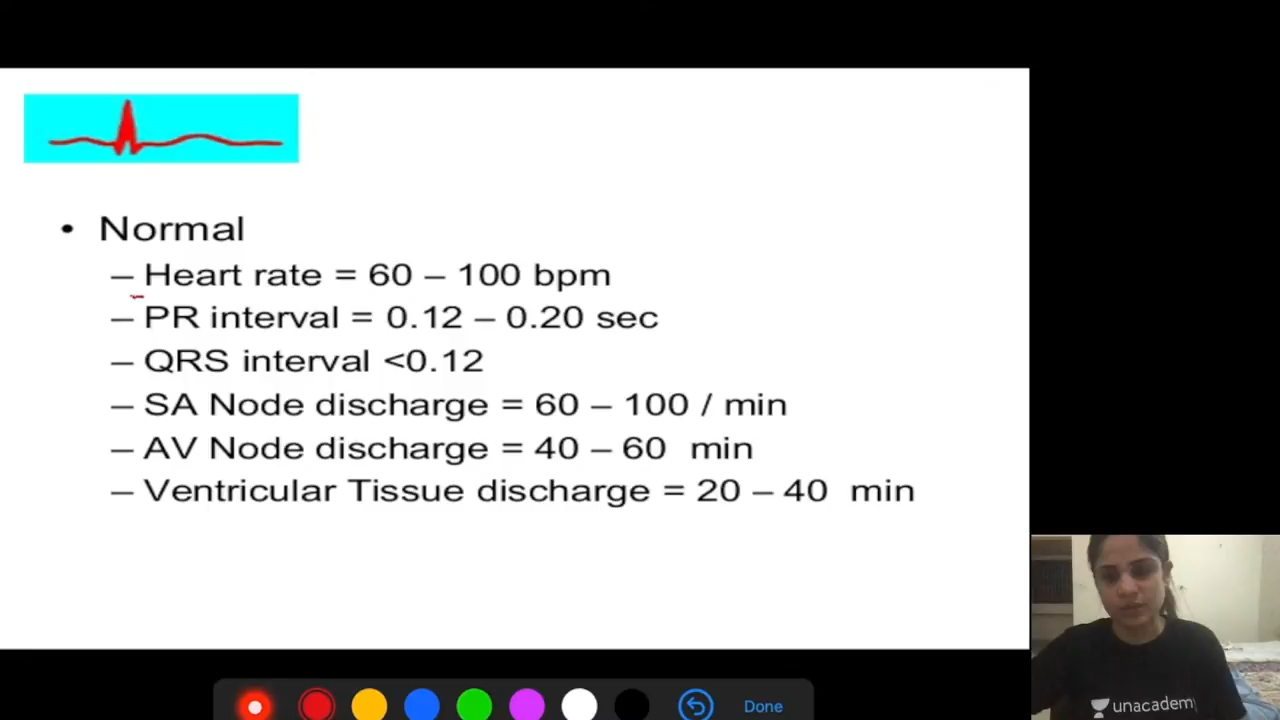 • Normal
– Heart rate = 60 – 100 bpm
– PR interval = 0.12 – 0.20 sec
– QRS interval <0.12
– SA Node discharge = 60 – 100 / min
– AV Node discharge = 40 – 60 min
– Ventricular Tissue discharge = 20 – 40 min
Done
unacademy